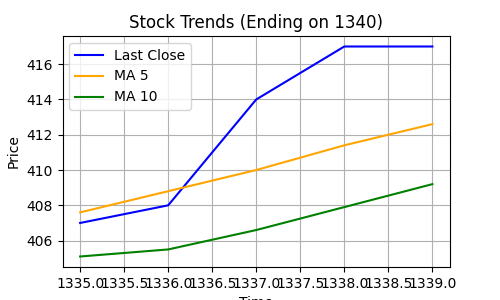 Stock Trends (Ending on 1340)
Last Close
MA 5
MA 10
Price
416
414
412
410
408
406
1335.0 1335.5 1336.0 1336.5 1337.0 1337.5 1338.0 1338.5 1339.0
Time